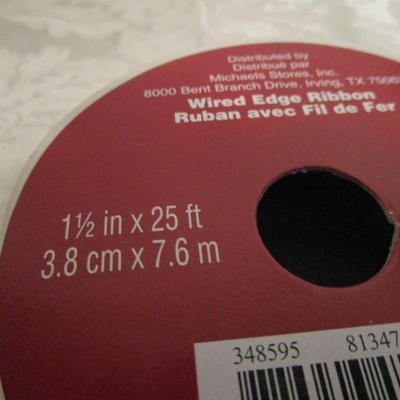 Distributed by
Distribué par
Michaels Stores, Inc.
8000 Bent Branch Drive, Irving, TX 75063
Wired Edge Ribbon
Ruban avec Fil de Fer
1½ in x 25 ft
3.8 cm x 7.6 m
348595 81347